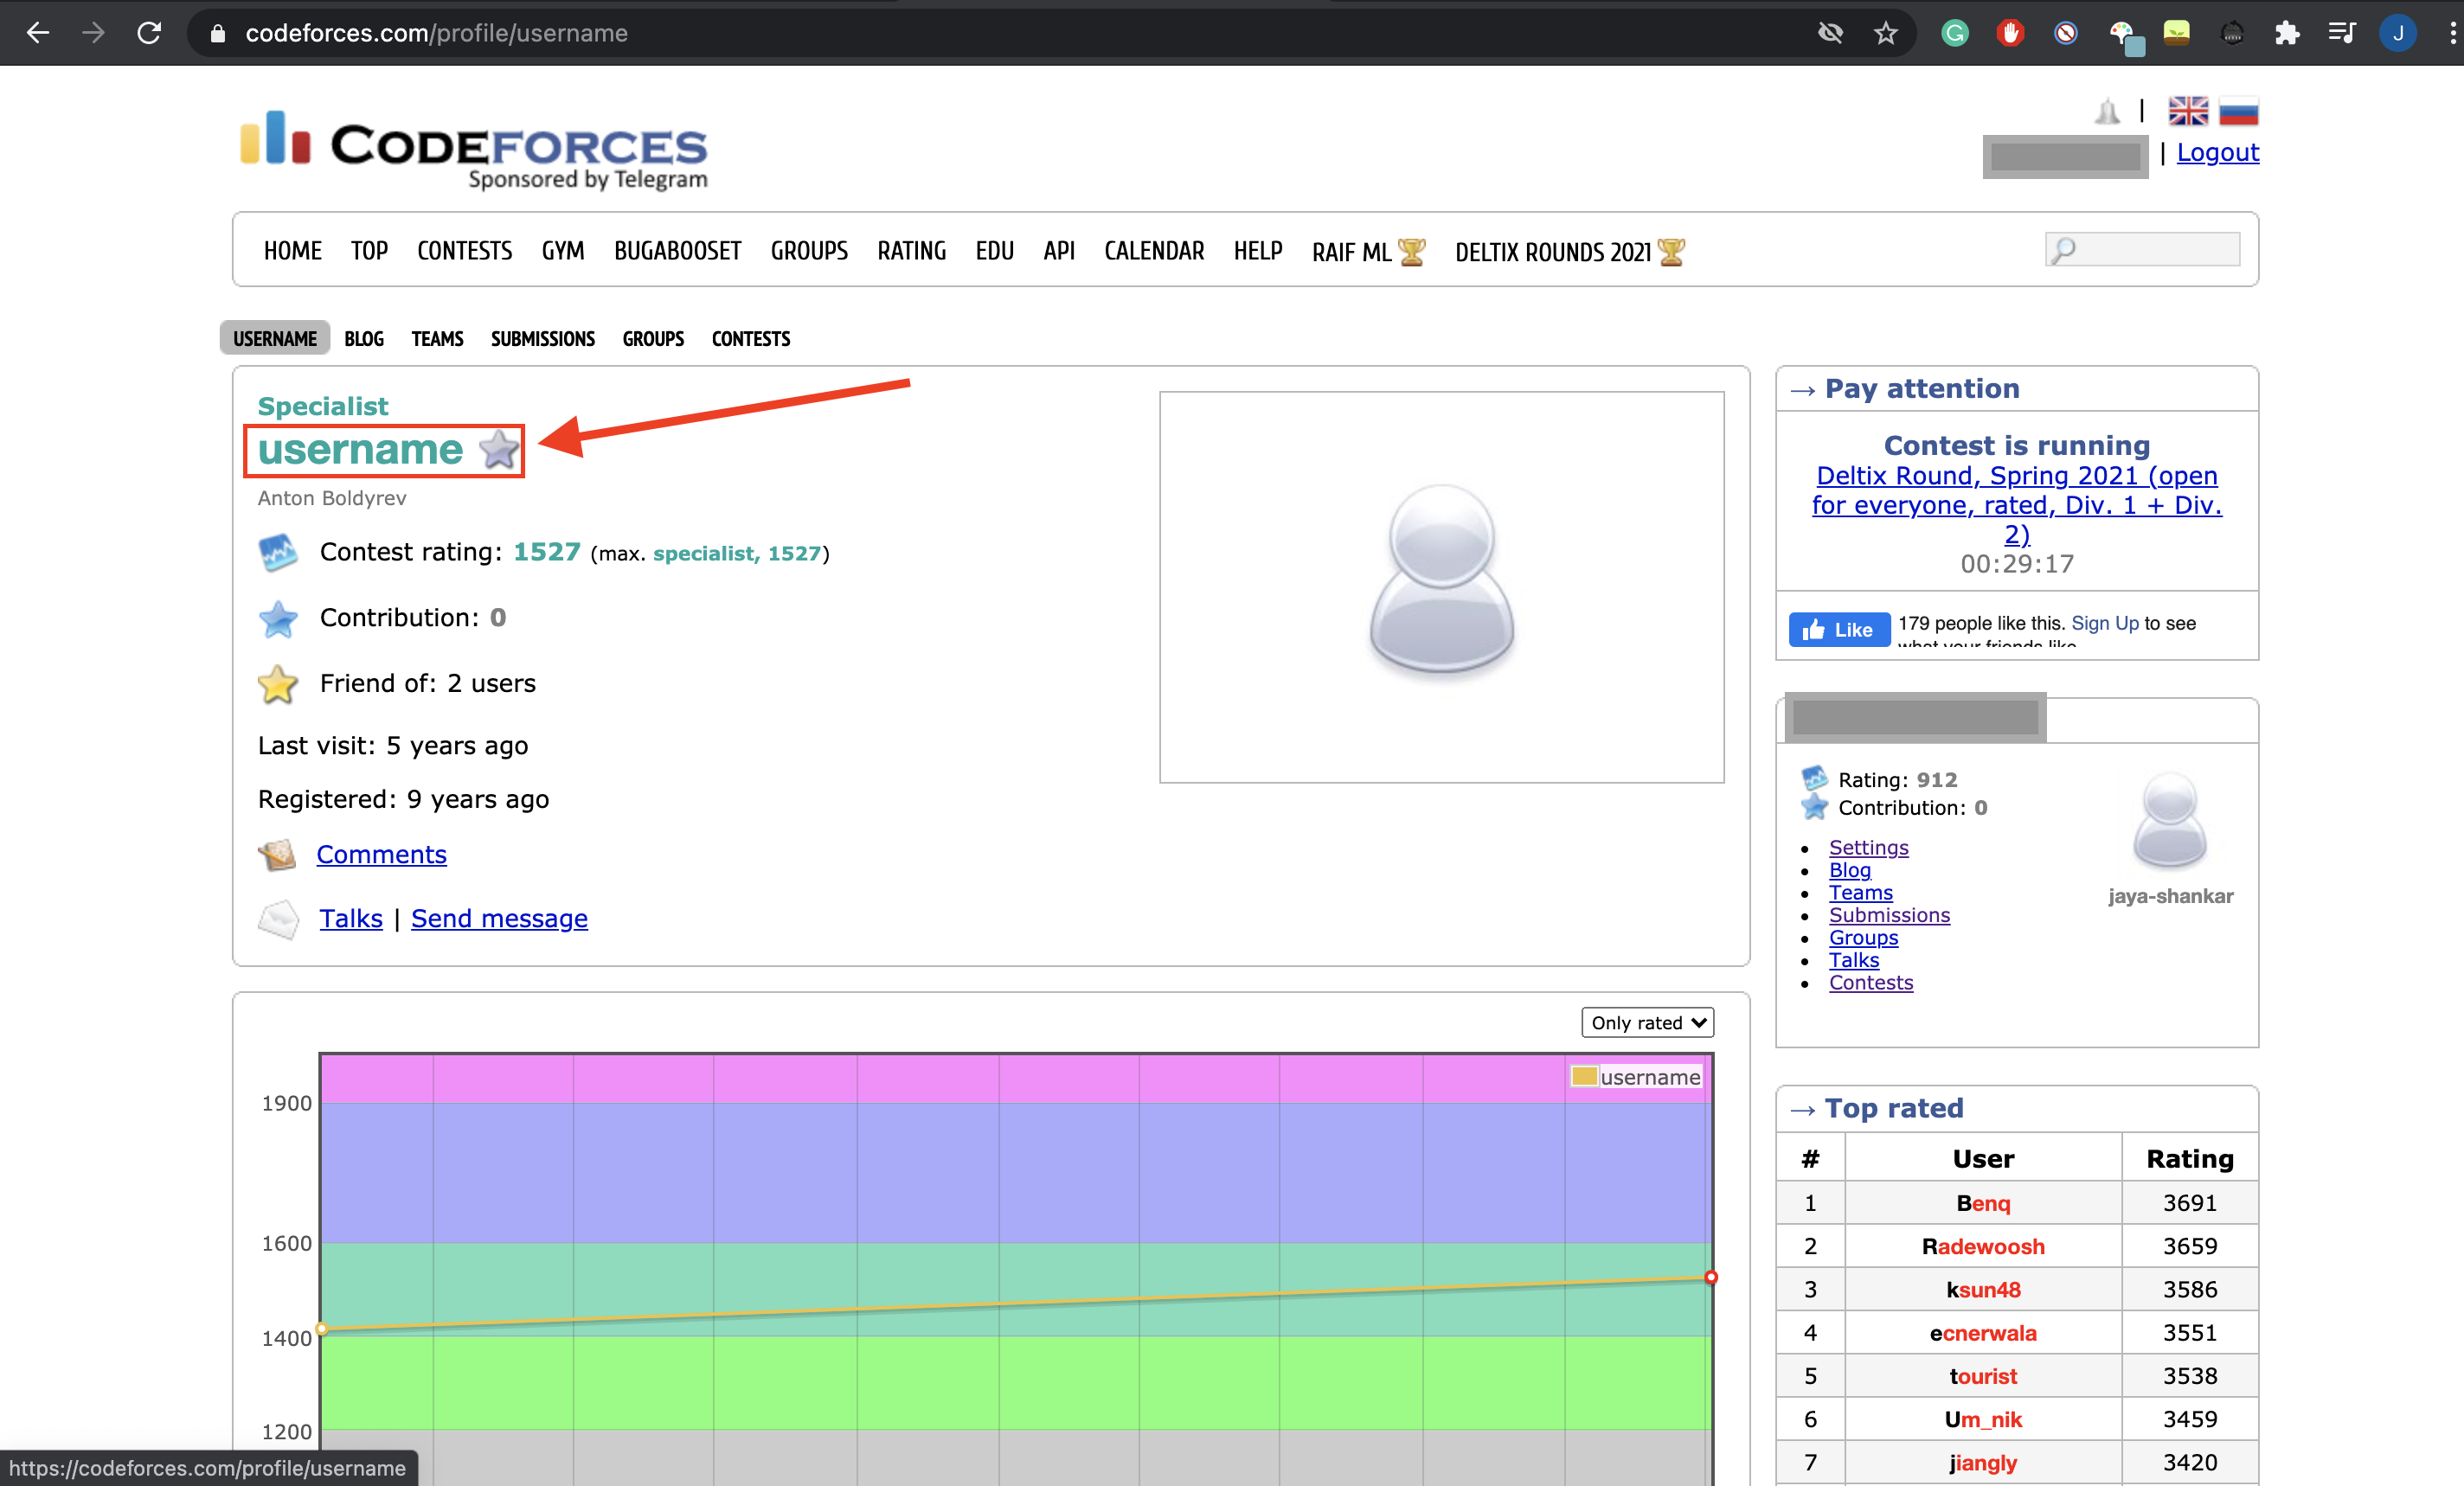 codeforces.com/profile/username
J
CODEFORCES
Sponsored by Telegram
|
| Logout
HOME TOP CONTESTS GYM BUGABOOSET GROUPS RATING EDU API CALENDAR HELP RAIF ML DELTIX ROUNDS 2021
USERNAME BLOG TEAMS SUBMISSIONS GROUPS CONTESTS
Specialist
username
Anton Boldyrev
Contest rating: 1527 (max. specialist, 1527)
Contribution: 0
Friend of: 2 users
Last visit: 5 years ago
Registered: 9 years ago
Comments
Talks | Send message
Only rated
username
1900
1600
1400
1200
→ Pay attention
Contest is running
Deltix Round, Spring 2021 (open
for everyone, rated, Div. 1 + Div.
2)
00:29:17
Like 179 people like this. Sign Up to see
what your friends like.
Rating: 912
Contribution: 0
Settings
Blog
Teams
Submissions
Groups
Talks
Contests
jaya-shankar
→ Top rated
# User Rating
1 Benq 3691
2 Radewoosh 3659
3 ksun48 3586
4 ecnerwala 3551
5 tourist 3538
6 Um_nik 3459
7 jiangly 3420
https://codeforces.com/profile/username